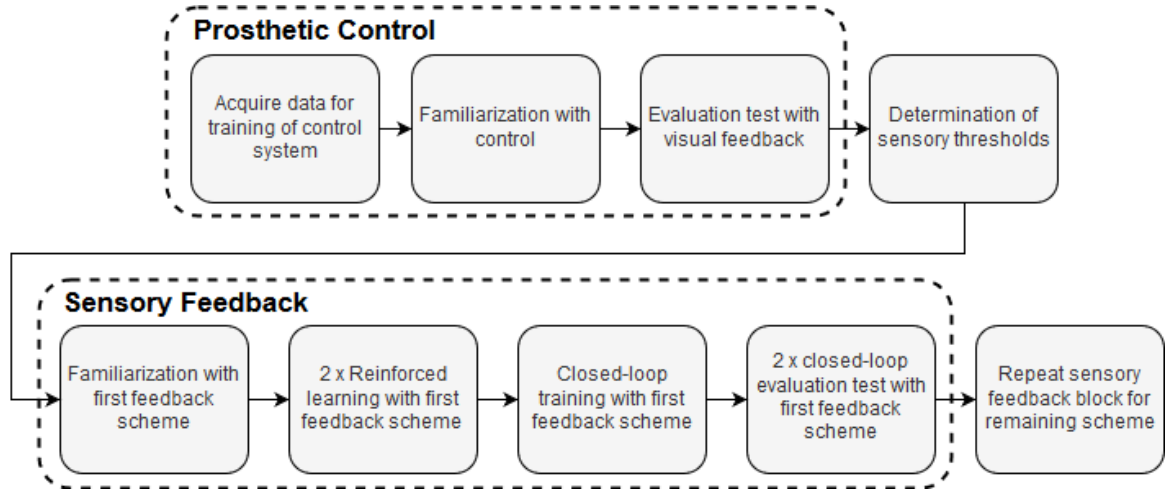 Prosthetic Control
Acquire data for
training of control
system
Familiarization with
control
Evaluation test with
visual feedback
Determination of
sensory thresholds
Sensory Feedback
Familiarization with
first feedback
scheme
2 x Reinforced
learning with first
feedback scheme
Closed-loop
training with first
feedback scheme
2 x closed-loop
evaluation test with
first feedback
scheme
Repeat sensory
feedback block for
remaining scheme